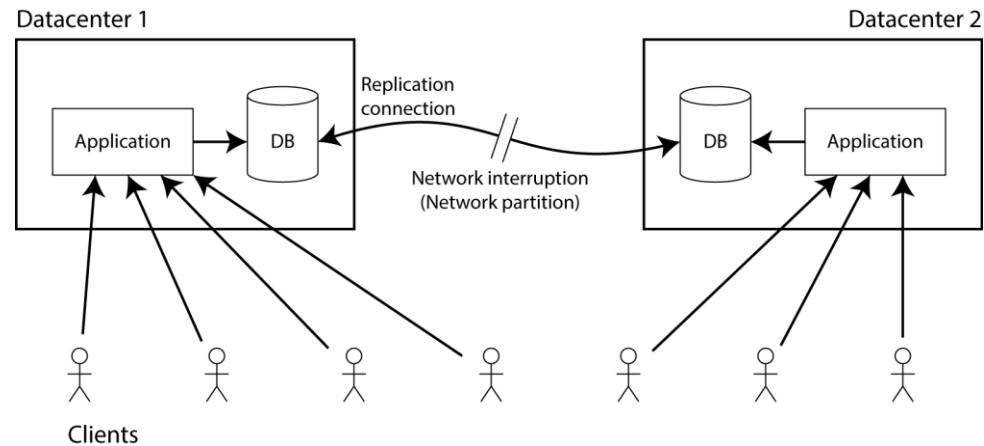 Datacenter 1
Datacenter 2
Replication
connection
Application
DB
DB
Application
Network interruption
(Network partition)
Clients